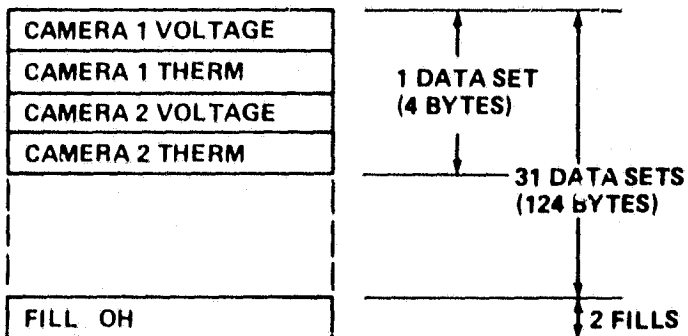 CAMERA 1 VOLTAGE
CAMERA 1 THERM
CAMERA 2 VOLTAGE
CAMERA 2 THERM
1 DATA SET
(4 BYTES)
31 DATA SETS
(124 BYTES)
FILL OH
2 FILLS